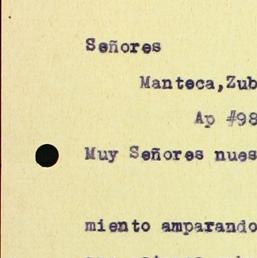 Señores
Manteca,Zub
Ap #98
Muy Señores nues
miento amparando